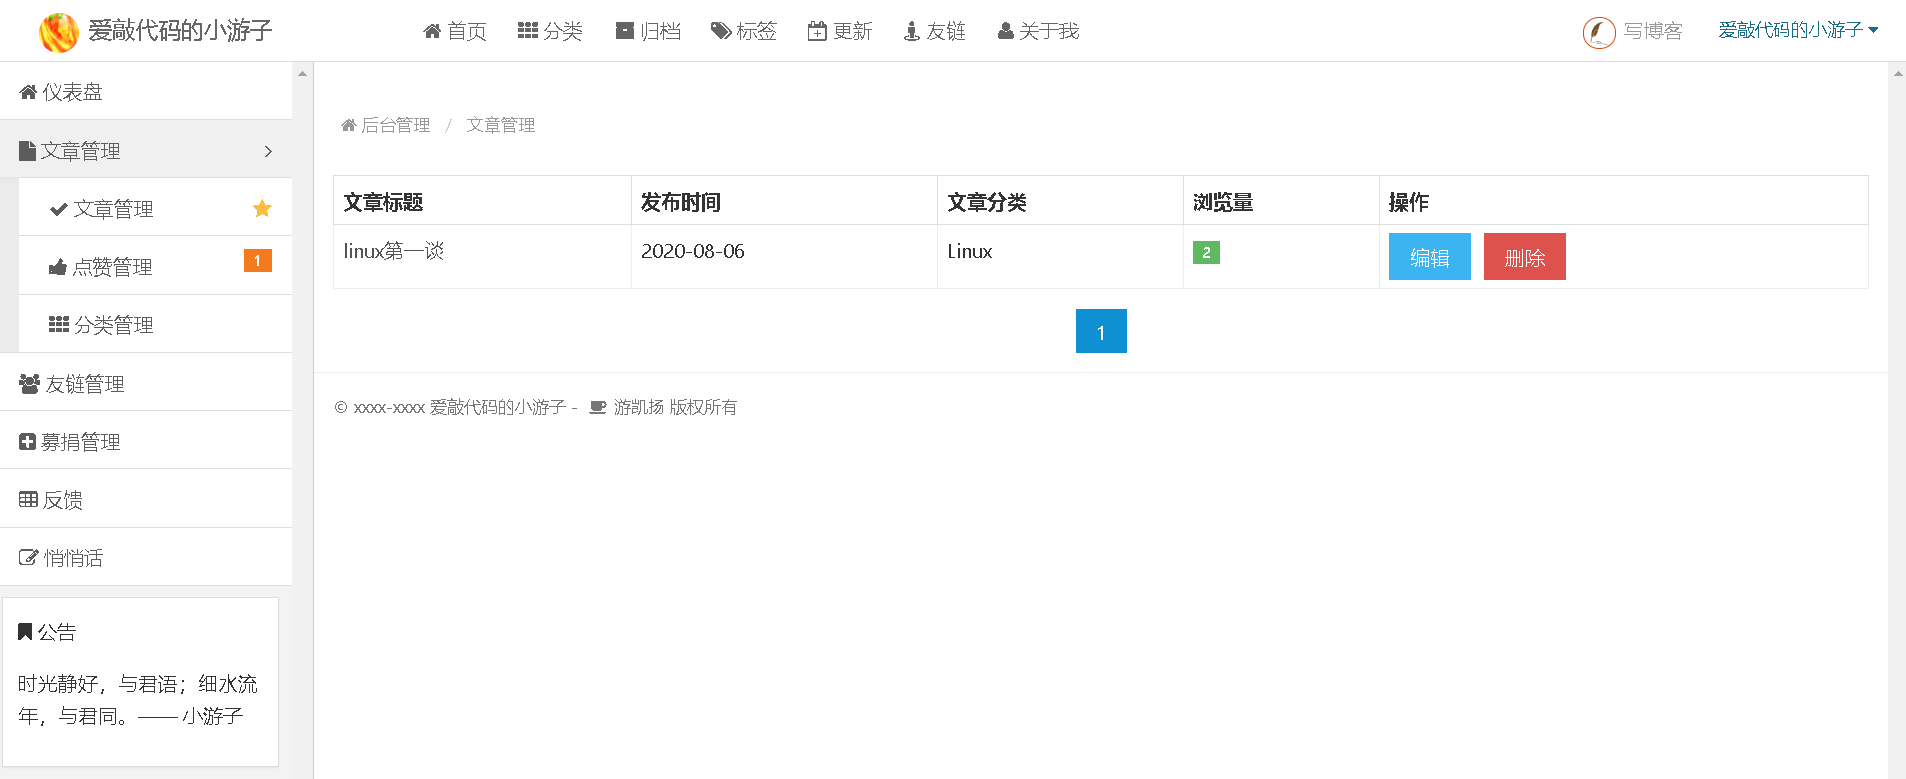 爱敲代码的小游子 首页 分类 归档 标签 更新 友链 关于我 写博客 爱敲代码的小游子
仪表盘
文章管理
文章管理
点赞管理 1
分类管理
友链管理
募捐管理
反馈
悄悄话
公告
时光静好，与君语；细水流
年，与君同。—— 小游子
后台管理 / 文章管理
文章标题 发布时间 文章分类 浏览量 操作
linux第一谈 2020-08-06 Linux 2 编辑 删除
1
© xxxx-xxxx 爱敲代码的小游子 - 游凯扬 版权所有